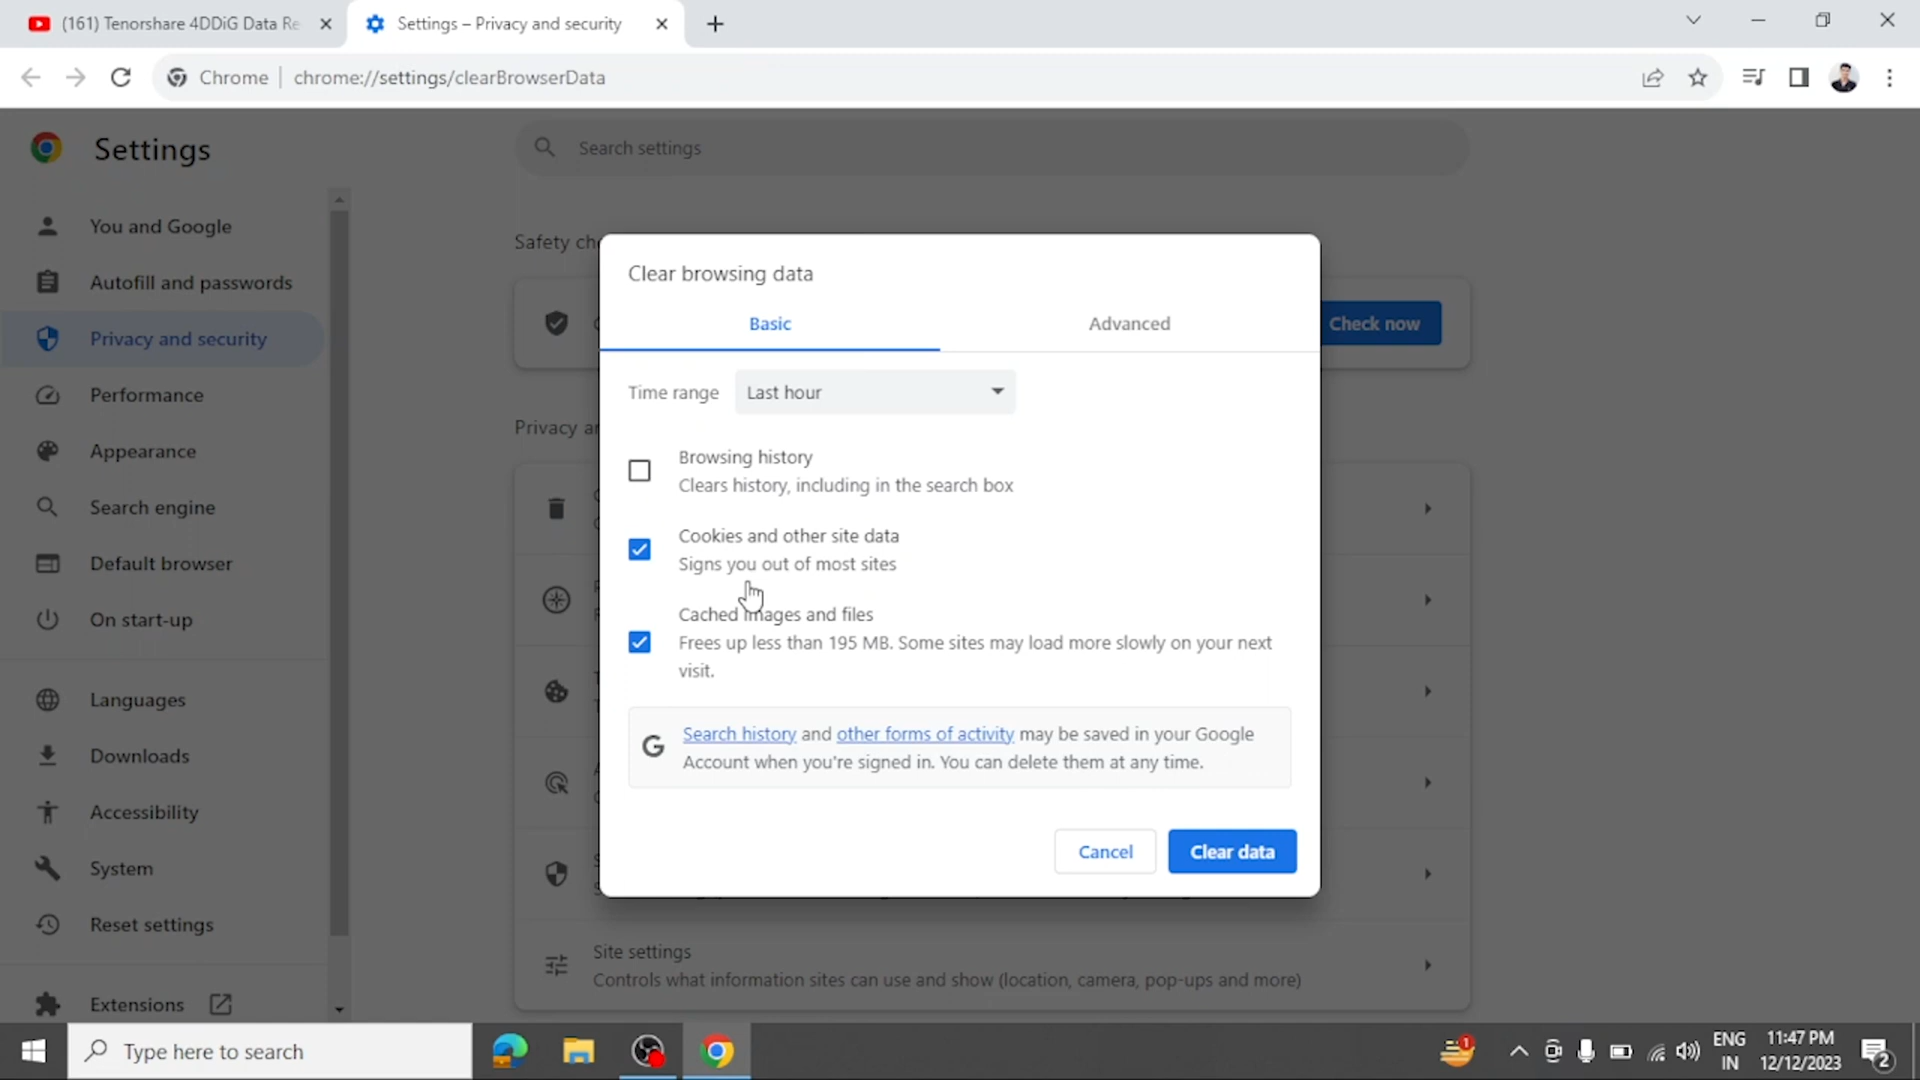 (161) Tenorshare 4DDiG Data Re
Settings – Privacy and security
Chrome
chrome://settings/clearBrowserData
Settings
Search settings
You and Google
Autofill and passwords
Privacy and security
Performance
Appearance
Search engine
Default browser
On start-up
Languages
Downloads
Accessibility
System
Reset settings
Extensions
Safety ch
Check now
Privacy a
Clear browsing data
Basic
Advanced
Time range
Last hour
Browsing history
Clears history, including in the search box
Cookies and other site data
Signs you out of most sites
Cached images and files
Frees up less than 195 MB. Some sites may load more slowly on your next
visit.
Search history and other forms of activity may be saved in your Google
Account when you're signed in. You can delete them at any time.
Cancel
Clear data
Site settings
Controls what information sites can use and show (location, camera, pop-ups and more)
Type here to search
1
ENG
IN
11:47 PM
12/12/2023
2